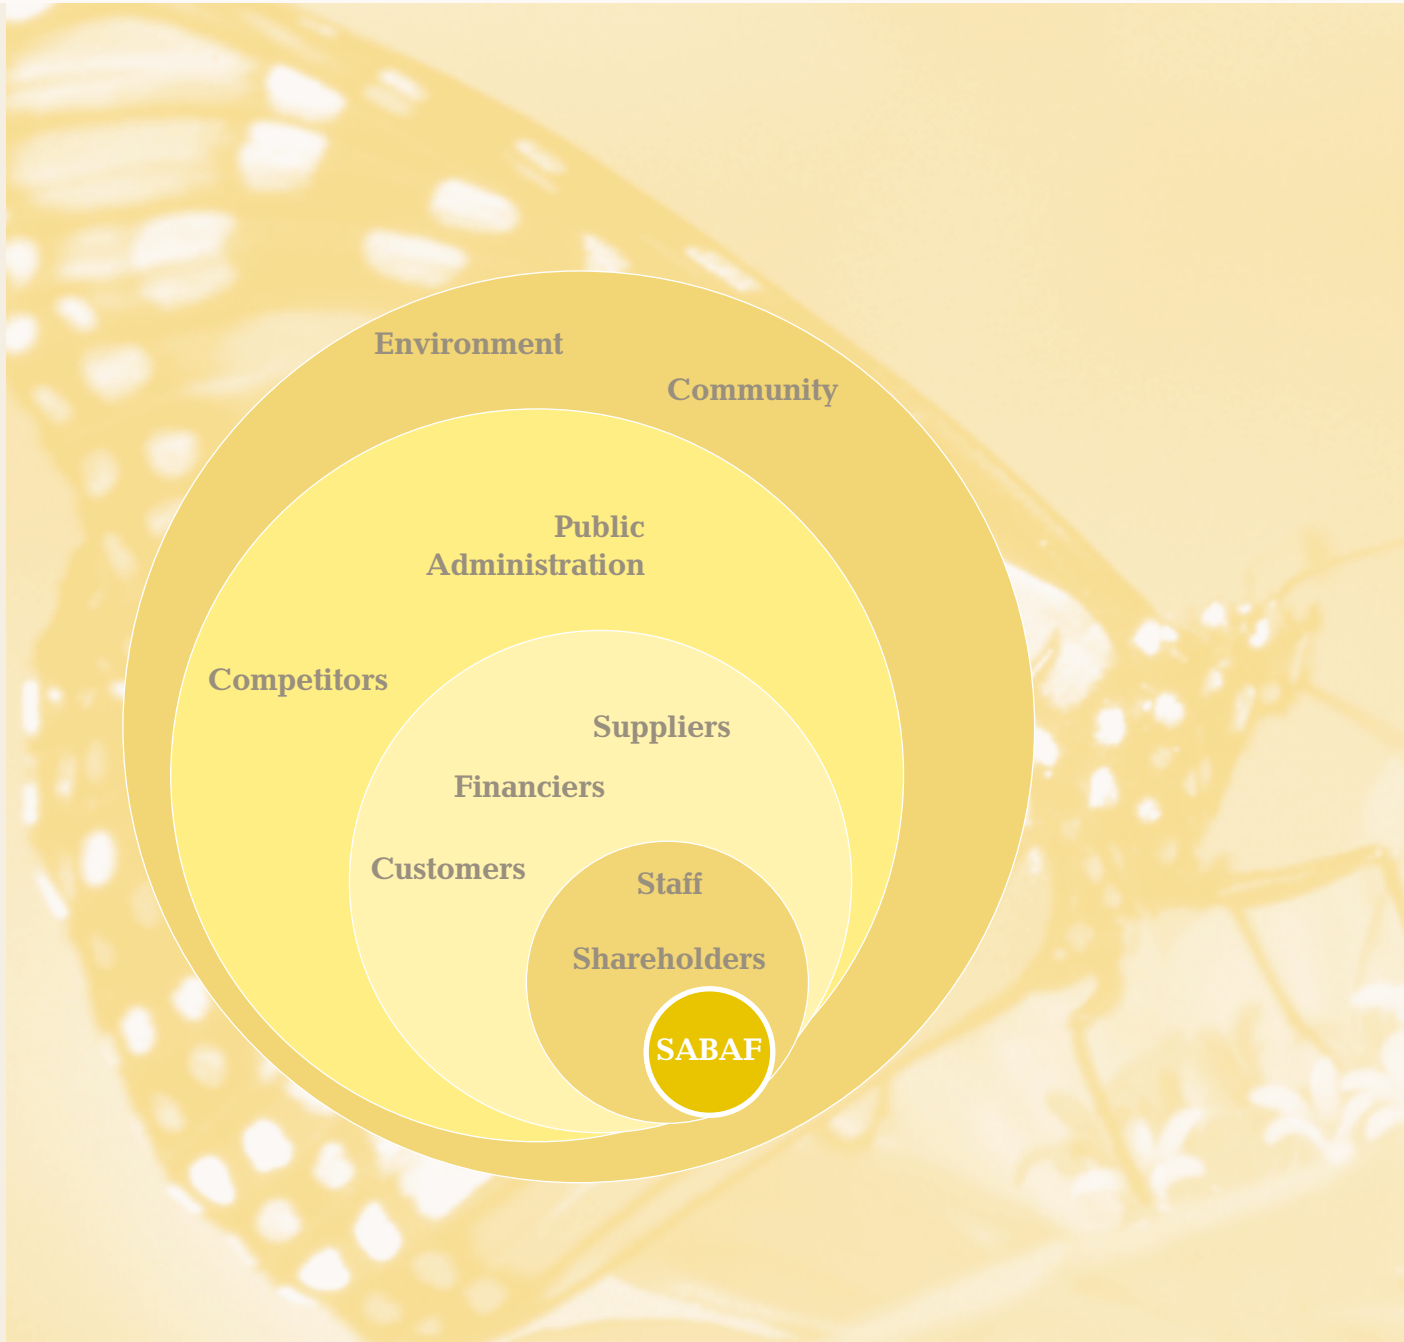 Environment
Community
Public
Administration
Competitors
Suppliers
Financiers
Customers
Staff
Shareholders
SABAF